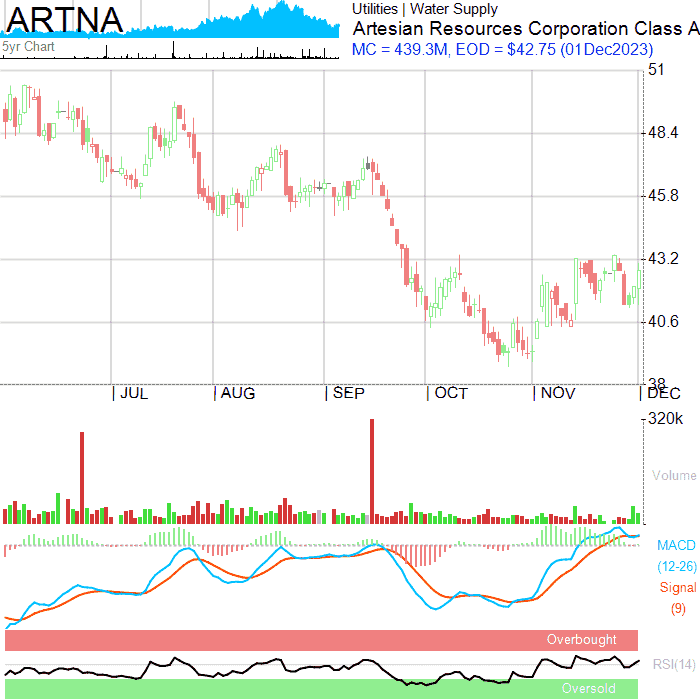 ARTNA
5yr Chart
Utilities | Water Supply
Artesian Resources Corporation Class A
MC = 439.3M, EOD = $42.75 (01Dec2023)
51
48.4
45.8
43.2
40.6
38
JUL AUG SEP OCT NOV DEC
320k
Volume
MACD
(12-26)
Signal
(9)
Overbought
RSI(14)
Oversold